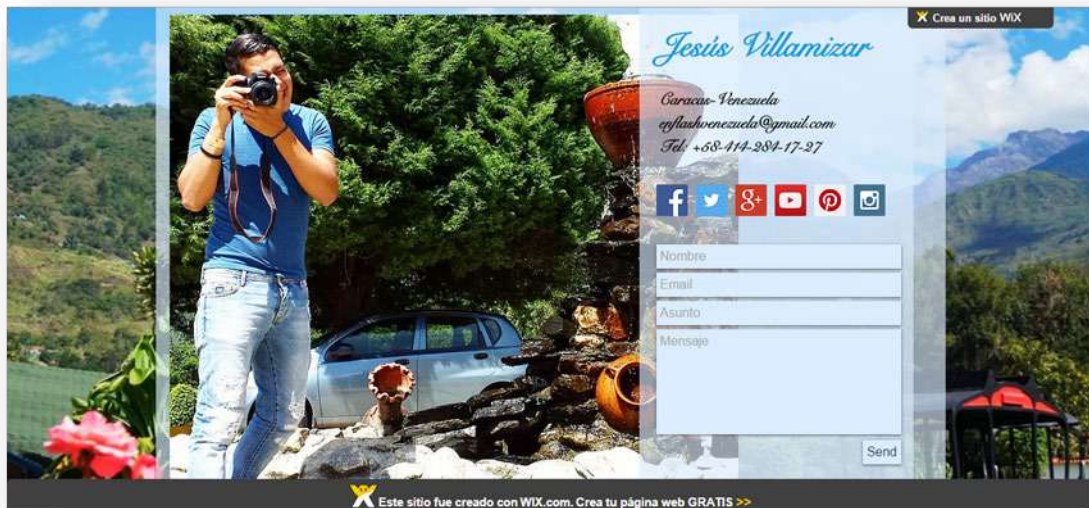 Crea un sitio WiX
Jesús Villamizar
Caracas-Venezuela
enflashvenezuela@gmail.com
Tel: +58-414-284-17-27
f g+
Nombre
Email
Asunto
Mensaje
Send
Este sitio fue creado con WIX.com. Crea tu página web GRATIS >>